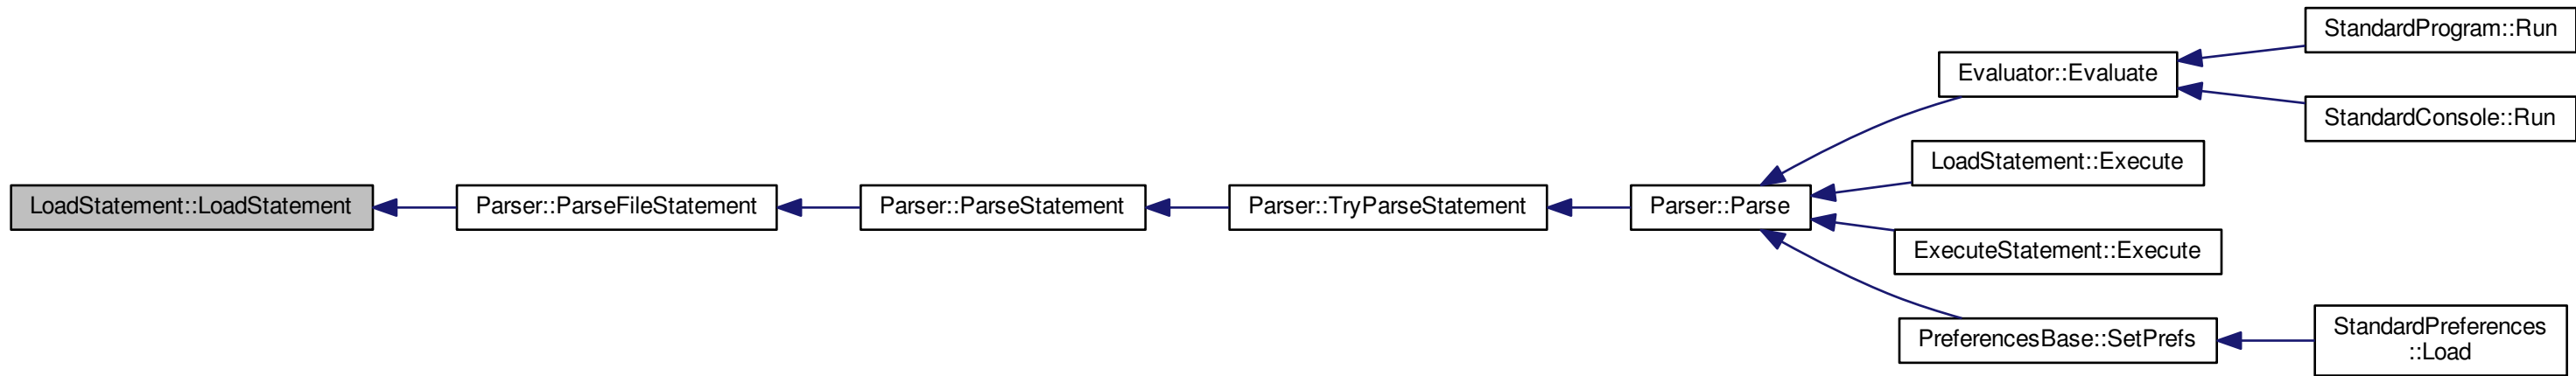 LoadStatement::LoadStatement
Parser::ParseFileStatement
Parser::ParseStatement
Parser::TryParseStatement
Parser::Parse
Evaluator::Evaluate
StandardProgram::Run
StandardConsole::Run
LoadStatement::Execute
ExecuteStatement::Execute
PreferencesBase::SetPrefs
StandardPreferences
::Load